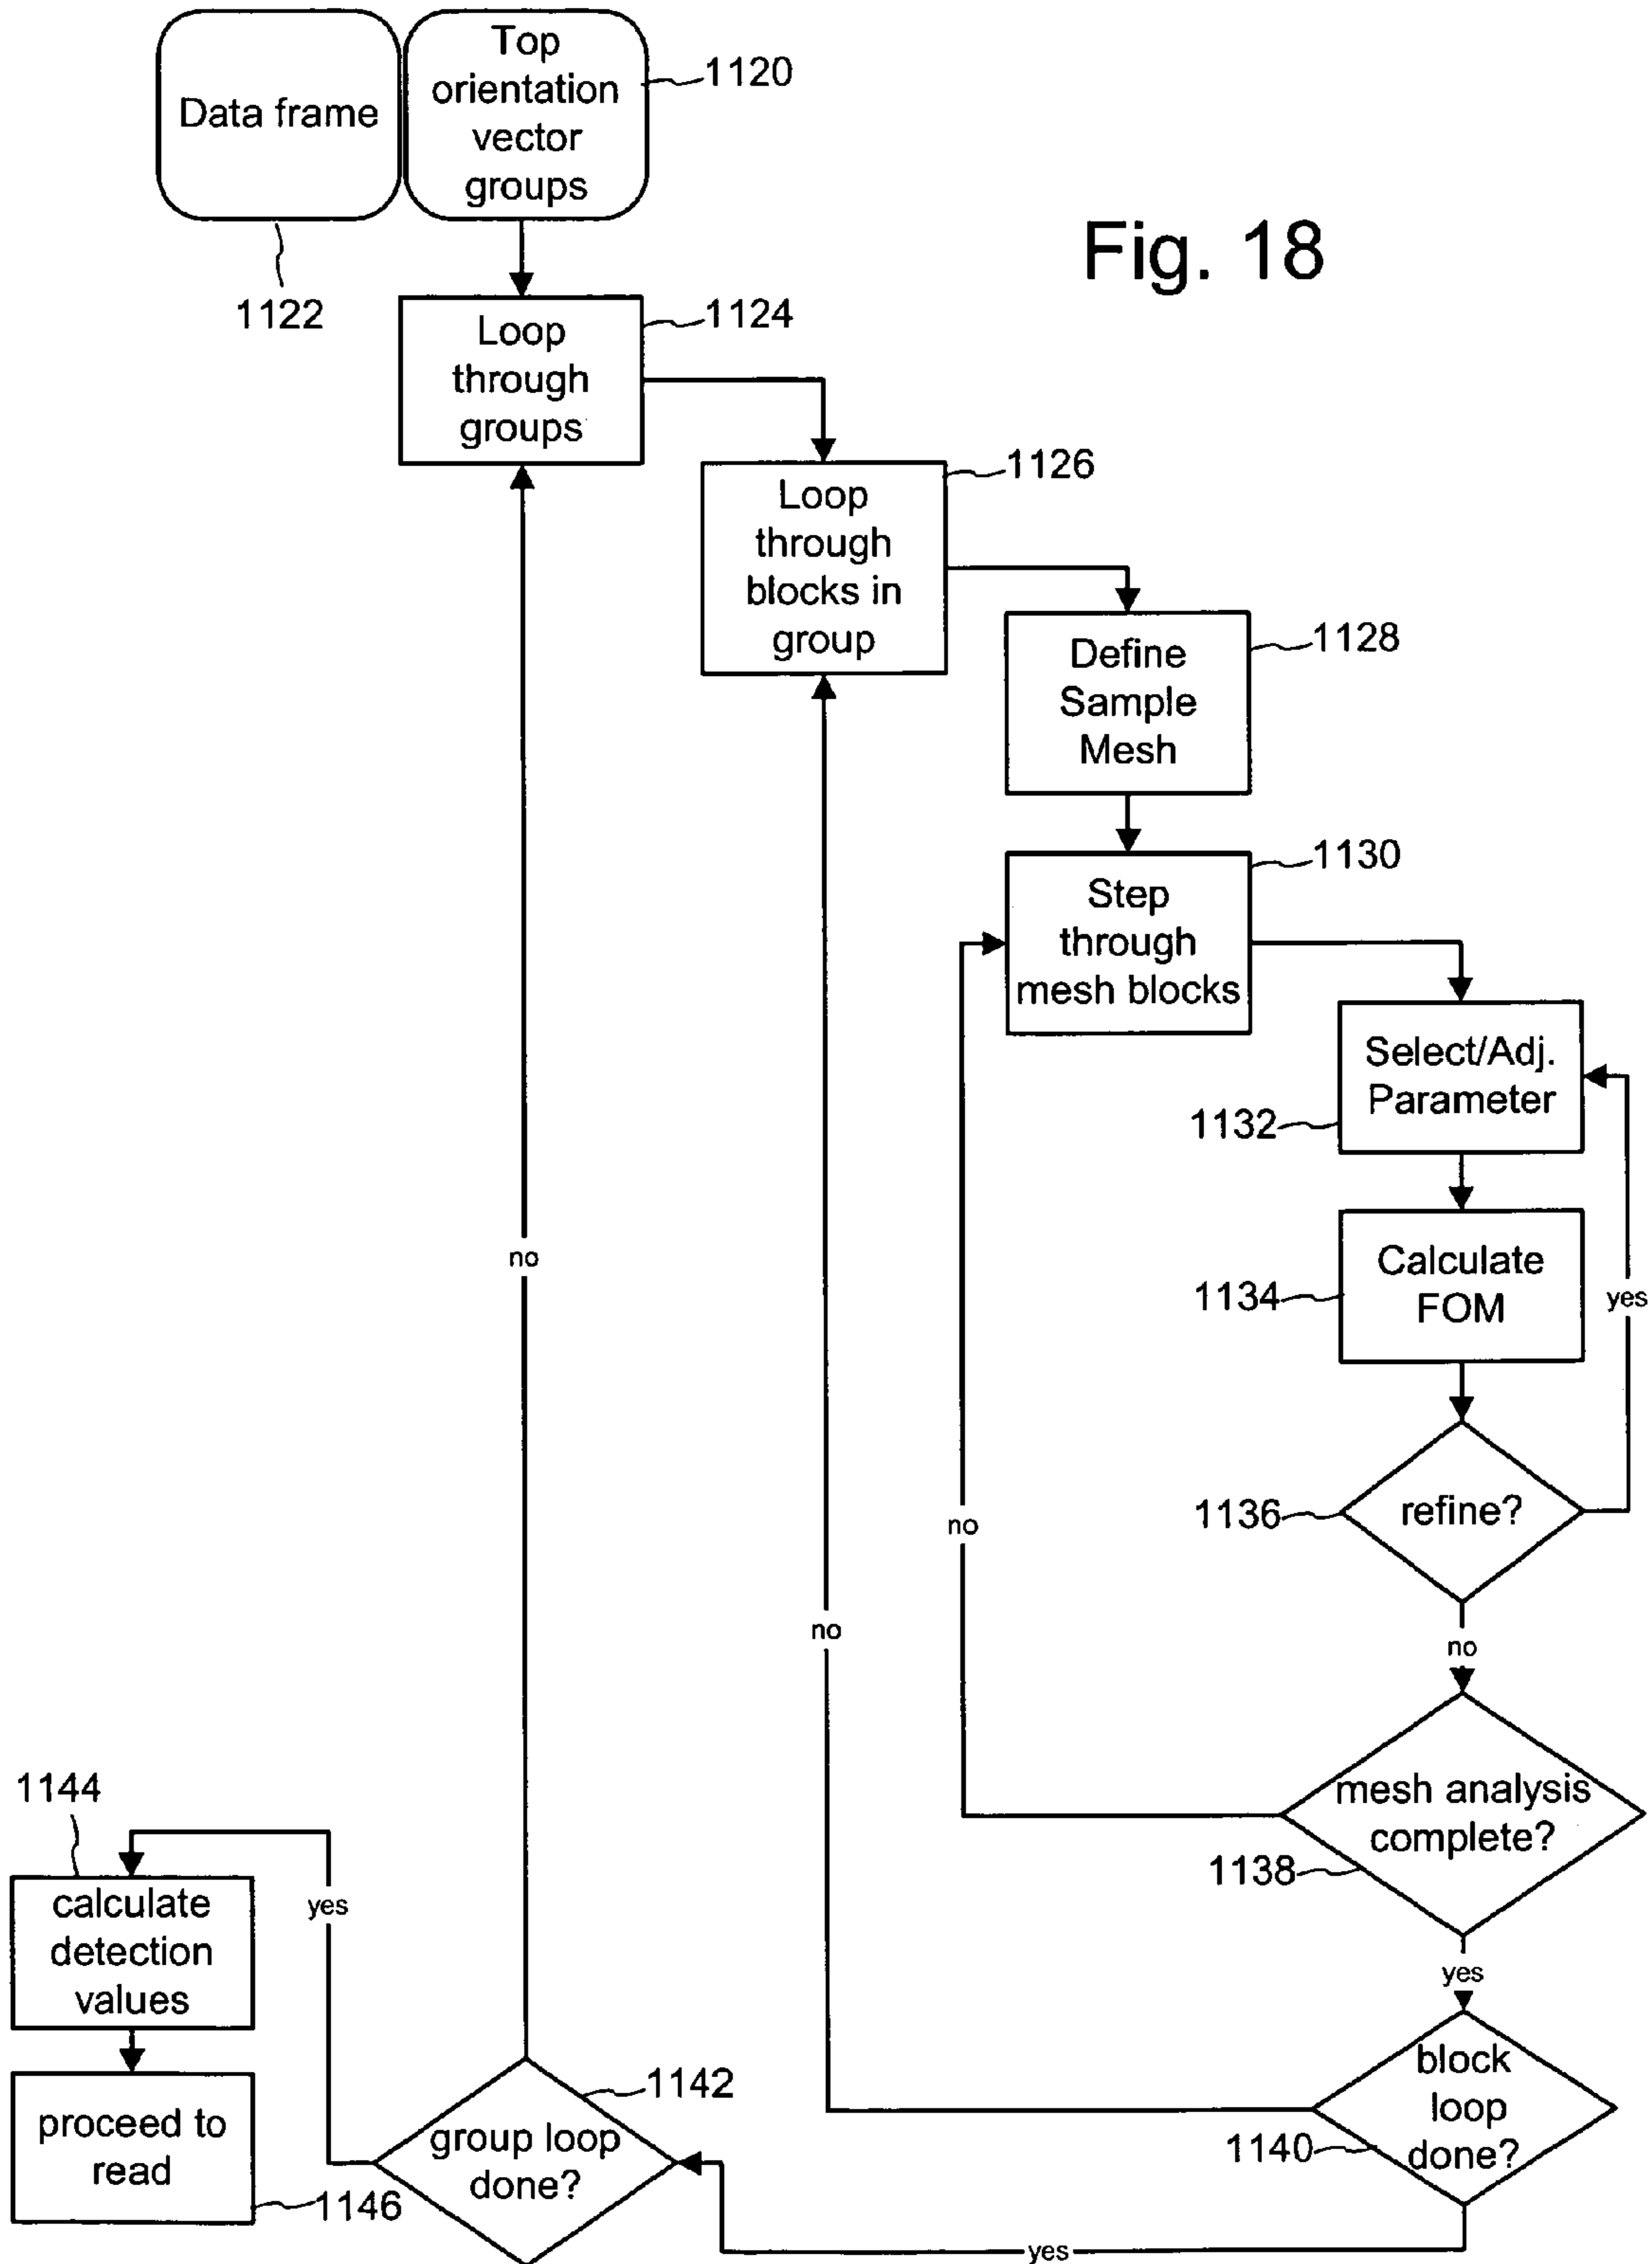 Data frame
Top
orientation
vector
groups
1120
1122
Fig. 18
Loop
through
groups
1124
Loop
through
blocks in
group
1126
Define
Sample
Mesh
1128
Step
through
mesh blocks
1130
Select/Adj.
Parameter
1132
Calculate
FOM
1134
yes
refine?
1136
no
no
no
no
mesh analysis
complete?
1138
yes
block
loop
done?
1140
yes
group loop
done?
1142
yes
1144
calculate
detection
values
proceed to
read
1146